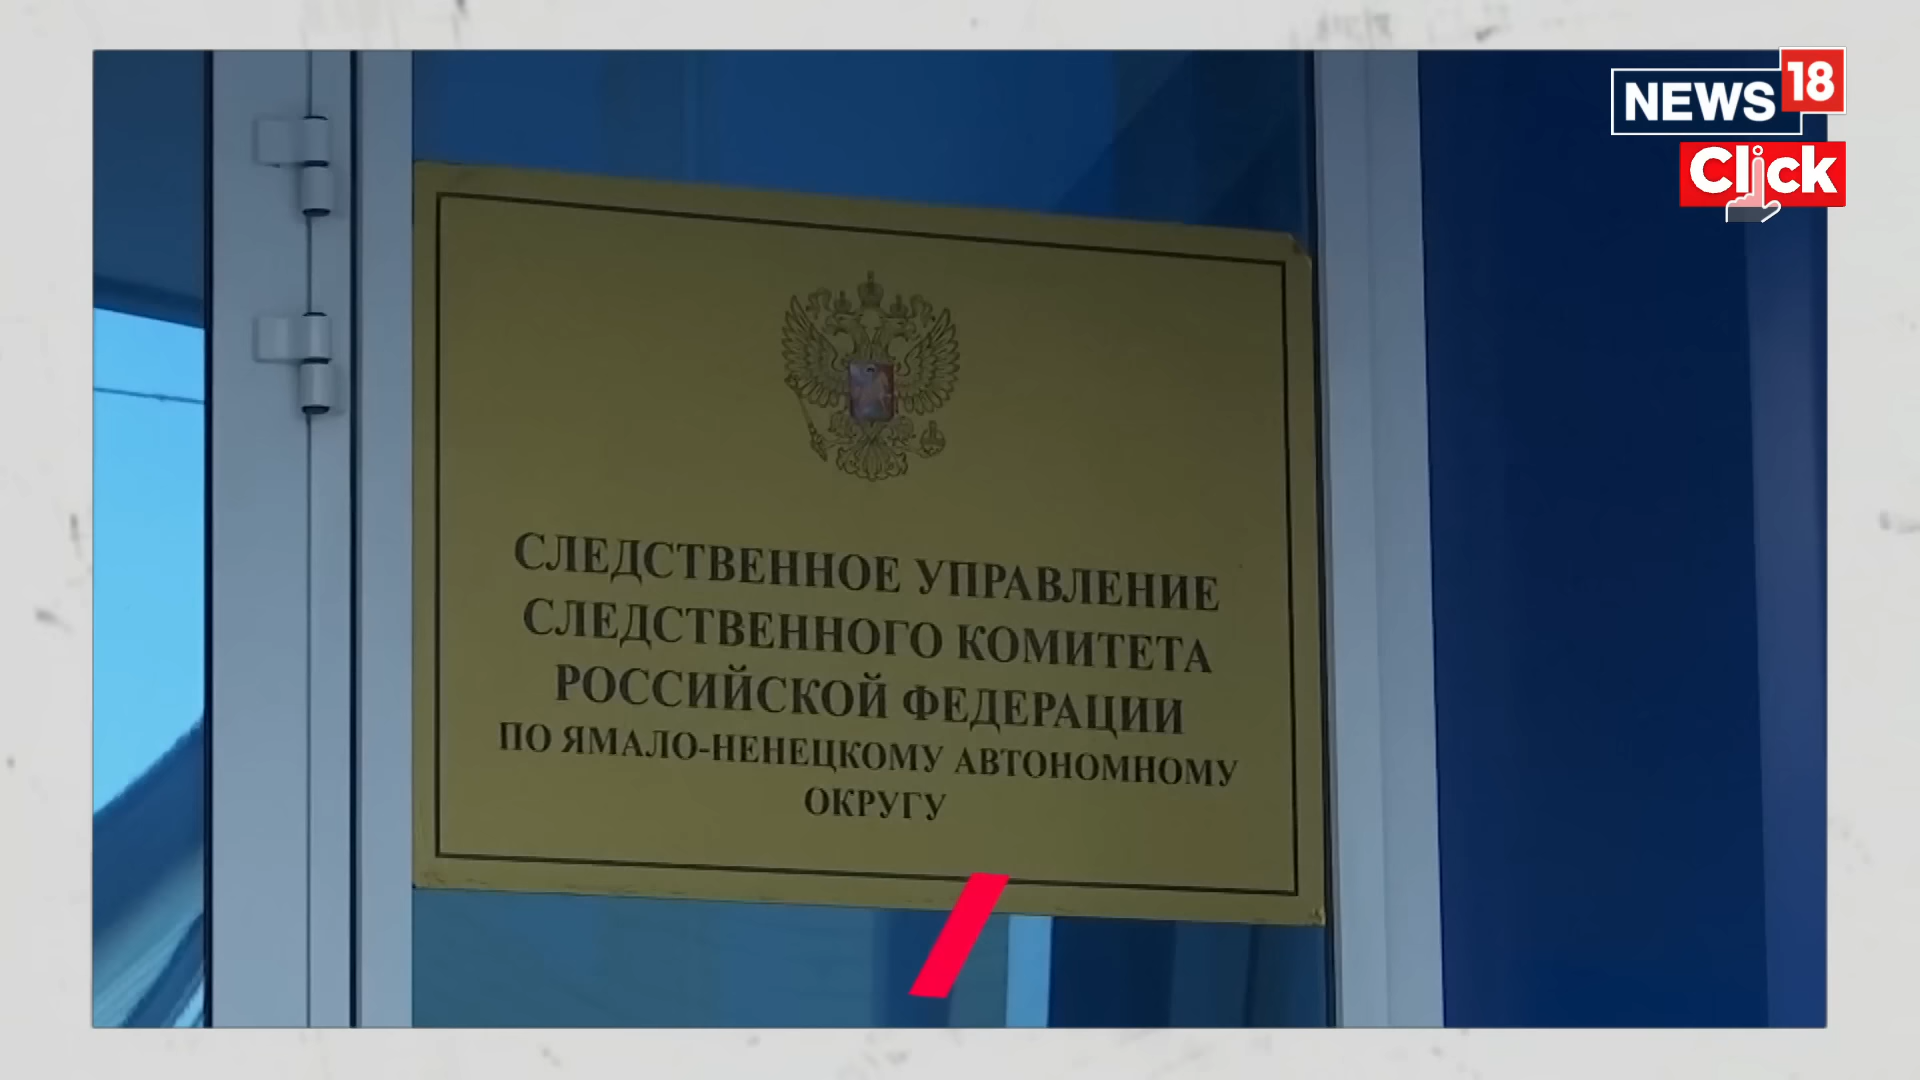 NEWS 18
Click
СЛЕДСТВЕННОЕ УПРАВЛЕНИЕ
СЛЕДСТВЕННОГО КОМИТЕТА
РОССИЙСКОЙ ФЕДЕРАЦИИ
ПО ЯМАЛО-НЕНЕЦКОМУ АВТОНОМНОМУ
ОКРУГУ